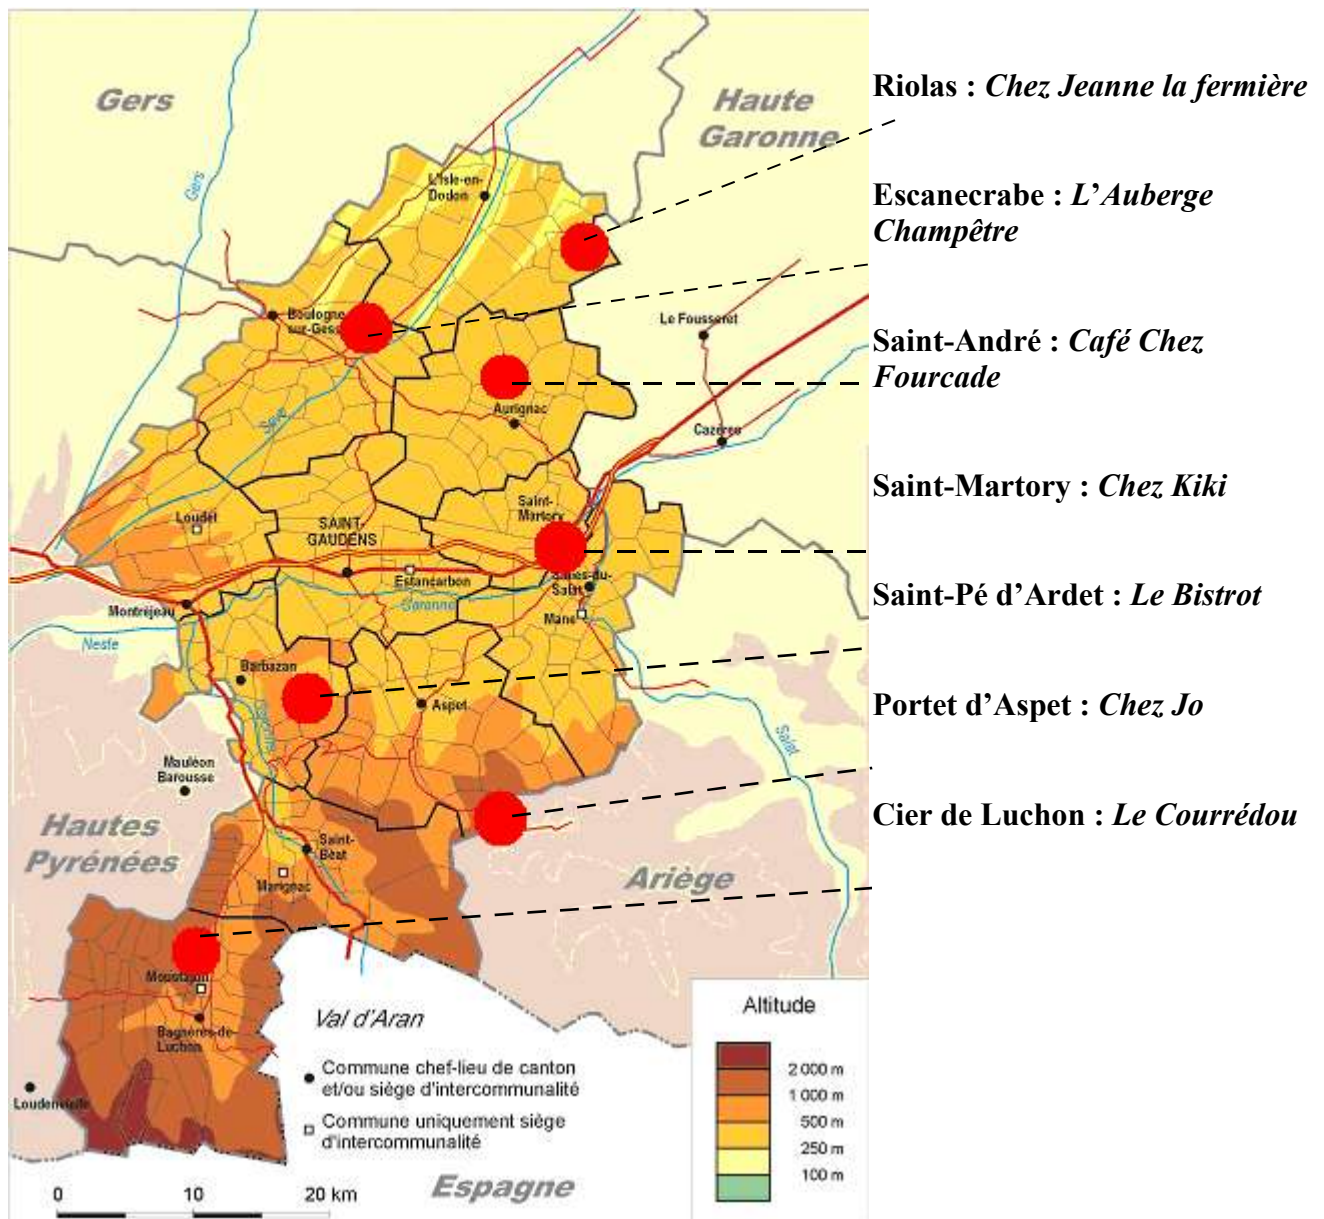 Gers
Haute
Garonne
Gers
L'Isle-en-
Dodon
Boulogne
sur-Gess
Le Fousseret
Aurignac
Cazères
Save
Saint-
Martory
Loudet
SAINT-
GAUDENS
Estancarbon
Salies-du-
Salat
Garonne
Montréjeau
Mane
Neste
Barbazan
Aspet
Garonne
Salat
Mauléon
Barousse
Hautes
Pyrénées
Saint-
Béat
Marignac
Ariège
Moustajon
Bagnères-de-
Luchon
Loudenvielle
Val d'Aran
Commune chef-lieu de canton
et/ou siège d'intercommunalité
Commune uniquement siège
d'intercommunalité
Espagne
0 10 20 km
Altitude
2 000 m
1 000 m
500 m
250 m
100 m
Riolas : Chez Jeanne la fermière
Escanecrabe : L'Auberge
Champêtre
Saint-André : Café Chez
Fourcade
Saint-Martory : Chez Kiki
Saint-Pé d'Ardet : Le Bistrot
Portet d'Aspet : Chez Jo
Cier de Luchon : Le Courrédou